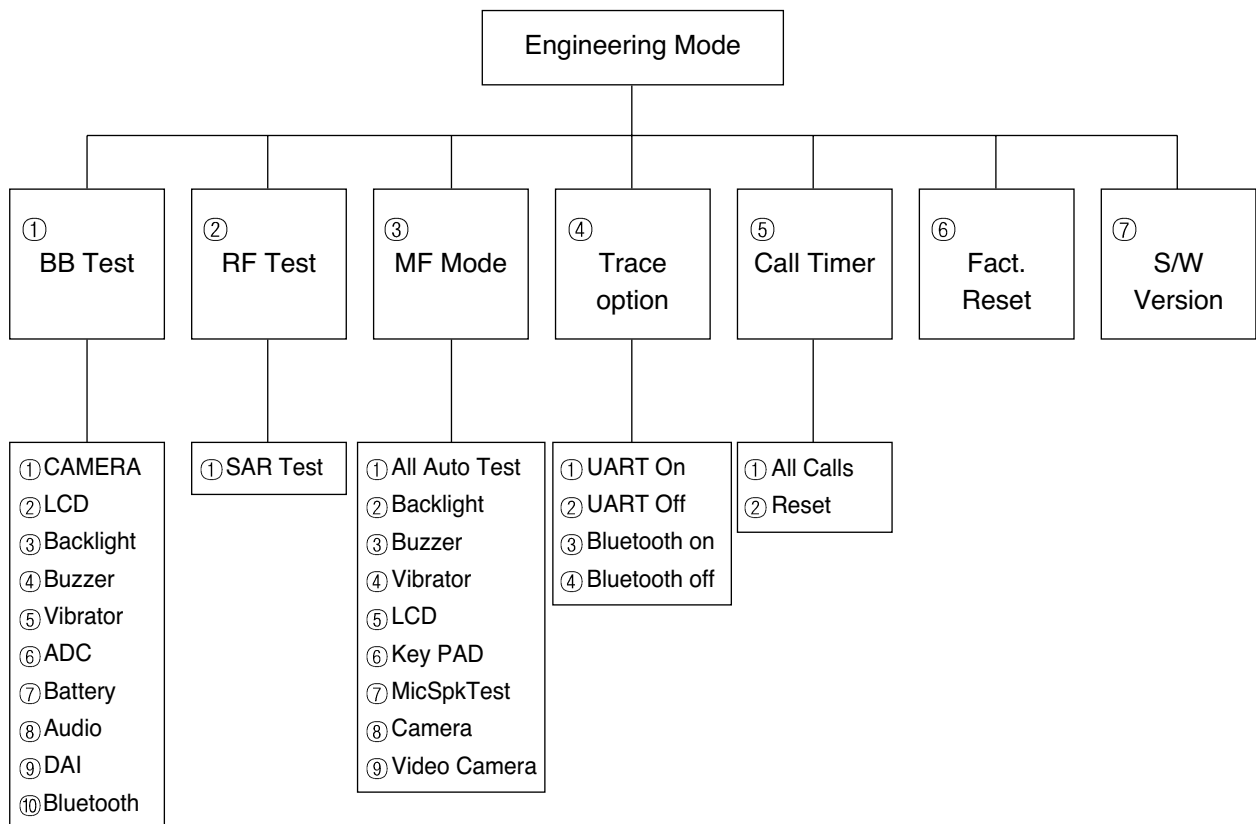 Engineering Mode
①
BB Test
②
RF Test
③
MF Mode
④
Trace
option
⑤
Call Timer
⑥
Fact.
Reset
⑦
S/W
Version
①CAMERA
②LCD
③Backlight
④Buzzer
⑤Vibrator
⑥ADC
⑦Battery
⑧Audio
⑨DAI
⑩Bluetooth
①SAR Test
①All Auto Test
②Backlight
③Buzzer
④Vibrator
⑤LCD
⑥Key PAD
⑦MicSpkTest
⑧Camera
⑨Video Camera
①UART On
②UART Off
③Bluetooth on
④Bluetooth off
①All Calls
②Reset